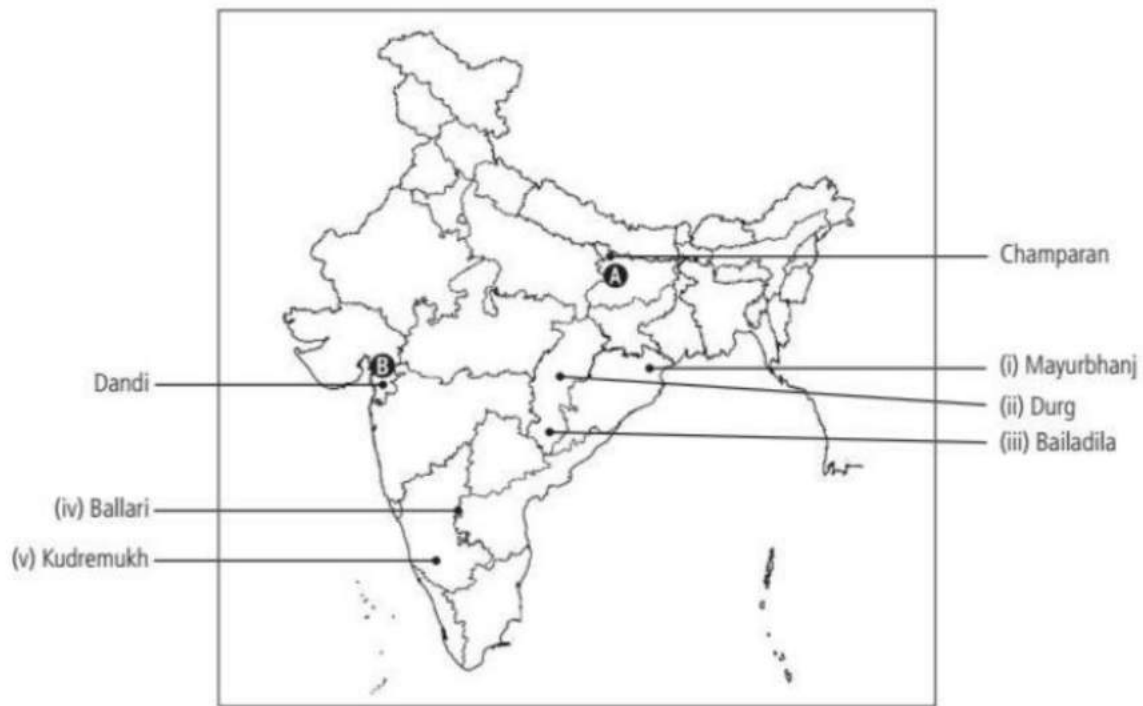 Champaran
A
B
(i) Mayurbhanj
Dandi
(ii) Durg
(iii) Bailadila
(iv) Ballari
(v) Kudremukh